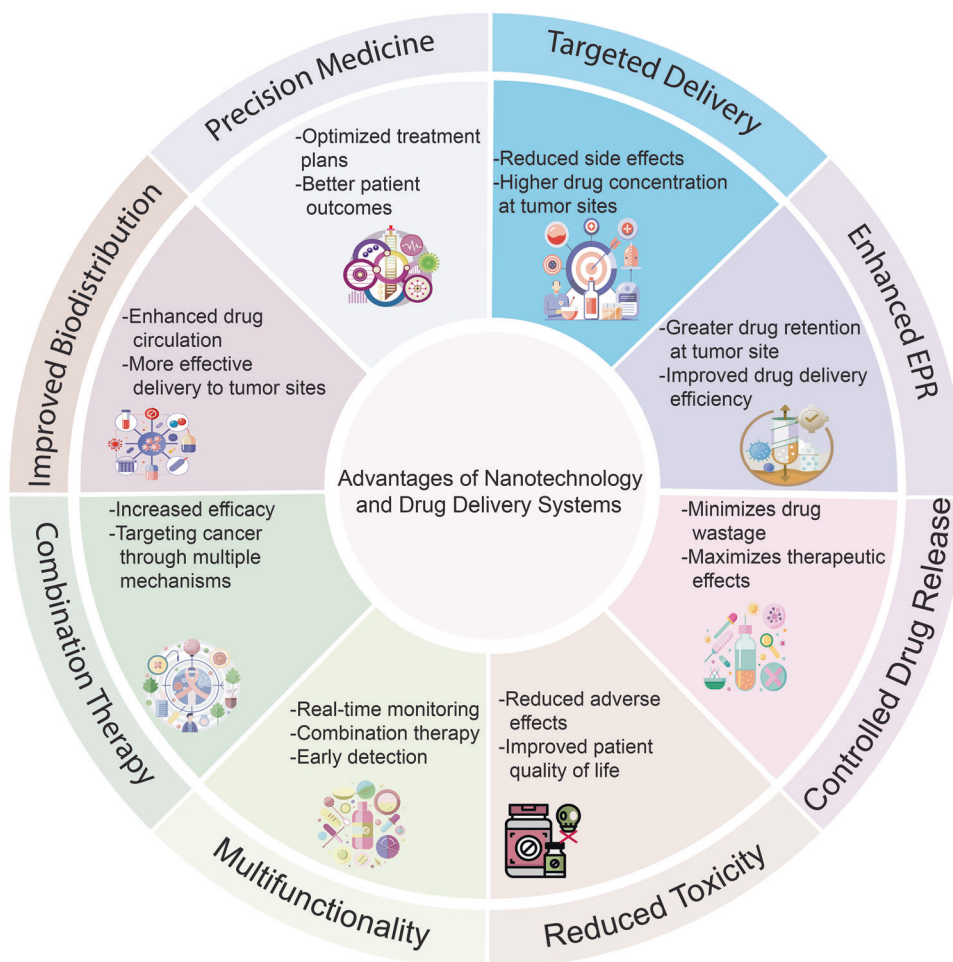 Precision Medicine
-Optimized treatment
plans
-Better patient
outcomes
Targeted Delivery
-Reduced side effects
-Higher drug concentration
at tumor sites
Enhanced EPR
-Greater drug retention
at tumor site
-Improved drug delivery
efficiency
Controlled Drug Release
-Minimizes drug
wastage
-Maximizes therapeutic
effects
Reduced Toxicity
-Reduced adverse
effects
-Improved patient
quality of life
Multifunctionality
-Real-time monitoring
-Combination therapy
-Early detection
Combination Therapy
-Increased efficacy
-Targeting cancer
through multiple
mechanisms
Improved Biodistribution
-Enhanced drug
circulation
-More effective
delivery to tumor sites
Advantages of Nanotechnology
and Drug Delivery Systems